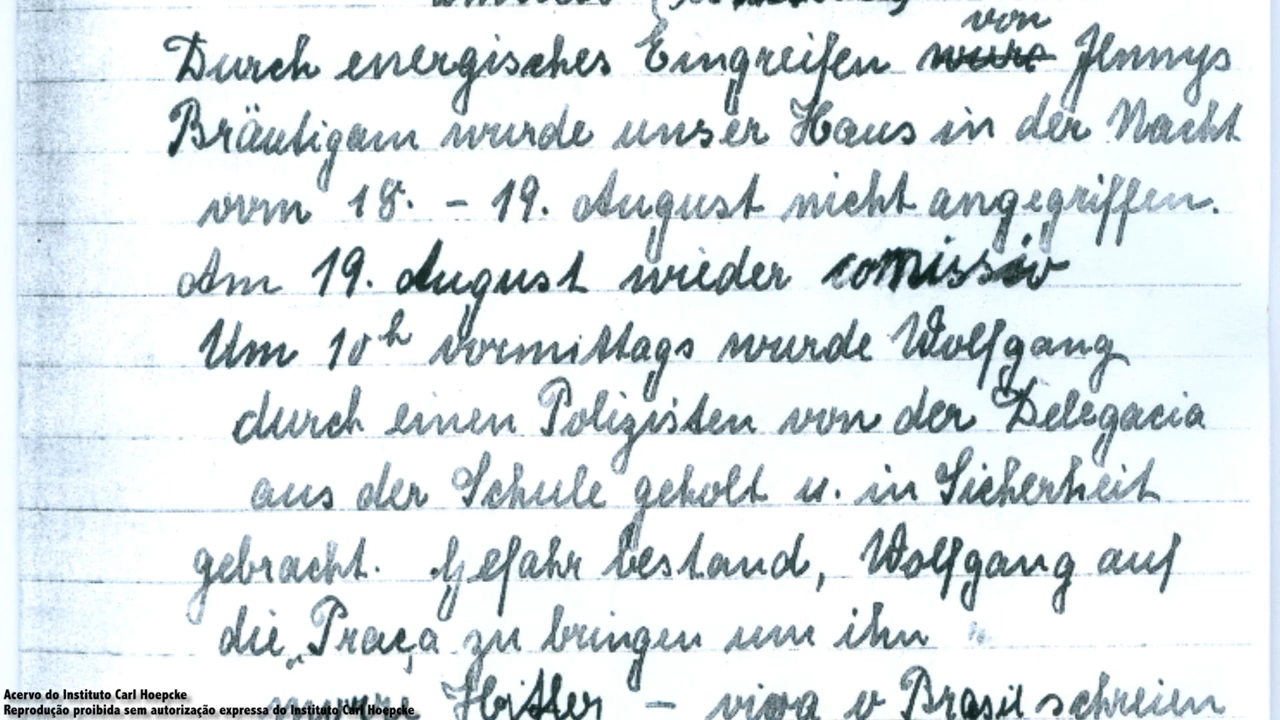 von
Durch energisches Eingreifen Jennys
Bräutigam wurde unser Haus in der Nacht
vom 18. - 19. August nicht angegriffen.
Am 19. August wieder comissio
Um 10h vormittags wurde Wolfgang
durch einen Polizisten von der Delegacia
aus der Schule geholt u. in Sicherheit
gebracht. Gefahr bestand, Wolfgang auf
die „Praça zu bringen um ihn
Hitler - viva o Brasil schreien
Acervo do Instituto Carl Hoepcke
Reprodução proibida sem autorização expressa do Instituto Carl Hoepcke